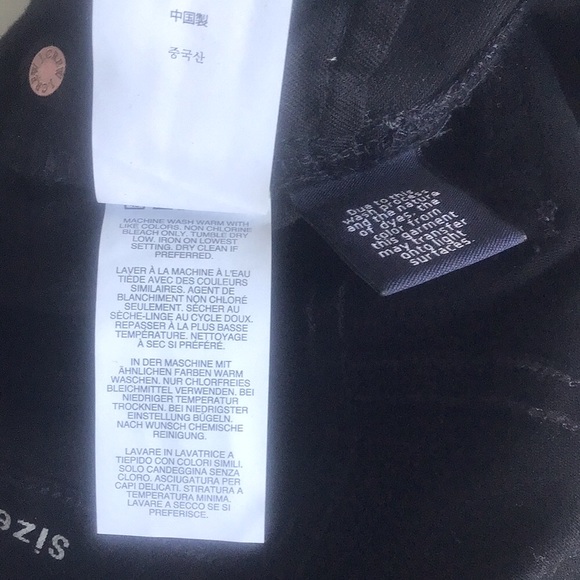 中国製
중국산
MACHINE WASH WARM WITH
LIKE COLORS. NON CHLORINE
BLEACH ONLY. TUMBLE DRY
LOW. IRON ON LOWEST
SETTING. DRY CLEAN IF
PREFERRED.
LAVER À LA MACHINE À L'EAU
TIÈDE AVEC DES COULEURS
SIMILAIRES. AGENT DE
BLANCHIMENT NON CHLORÉ
SEULEMENT. SÉCHER AU
SÈCHE-LINGE AU CYCLE DOUX.
REPASSER À LA PLUS BASSE
TEMPÉRATURE. NETTOYAGE
À SEC SI PRÉFÉRÉ.
IN DER MASCHINE MIT
ÄHNLICHEN FARBEN WARM
WASCHEN. NUR CHLORFREIES
BLEICHMITTEL VERWENDEN. BEI
NIEDRIGER TEMPERATUR
TROCKNEN. BEI NIEDRIGSTER
EINSTELLUNG BÜGELN.
NACH WUNSCH CHEMISCHE
REINIGUNG.
LAVARE IN LAVATRICE A
TIEPIDO CON COLORI SIMILI.
SOLO CANDEGGINA SENZA
CLORO. ASCIUGATURA PER
CAPI DELICATI. STIRATURA A
TEMPERATURA MINIMA.
LAVARE A SECCO SE SI
PREFERISCE.
Due to this
wash process
and the nature
of dyes, the
color from
this garment
may transfer
onto light
surfaces.
size